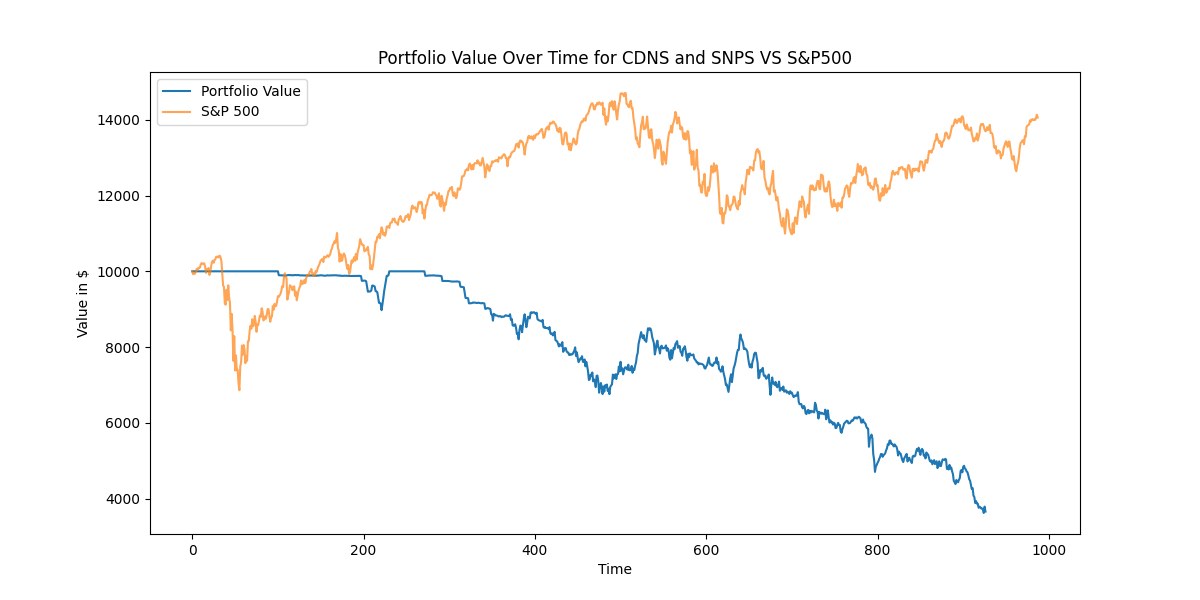 Portfolio Value Over Time for CDNS and SNPS VS S&P500
Portfolio Value
S&P 500
Value in $
14000
12000
10000
8000
6000
4000
0 200 400 600 800 1000
Time